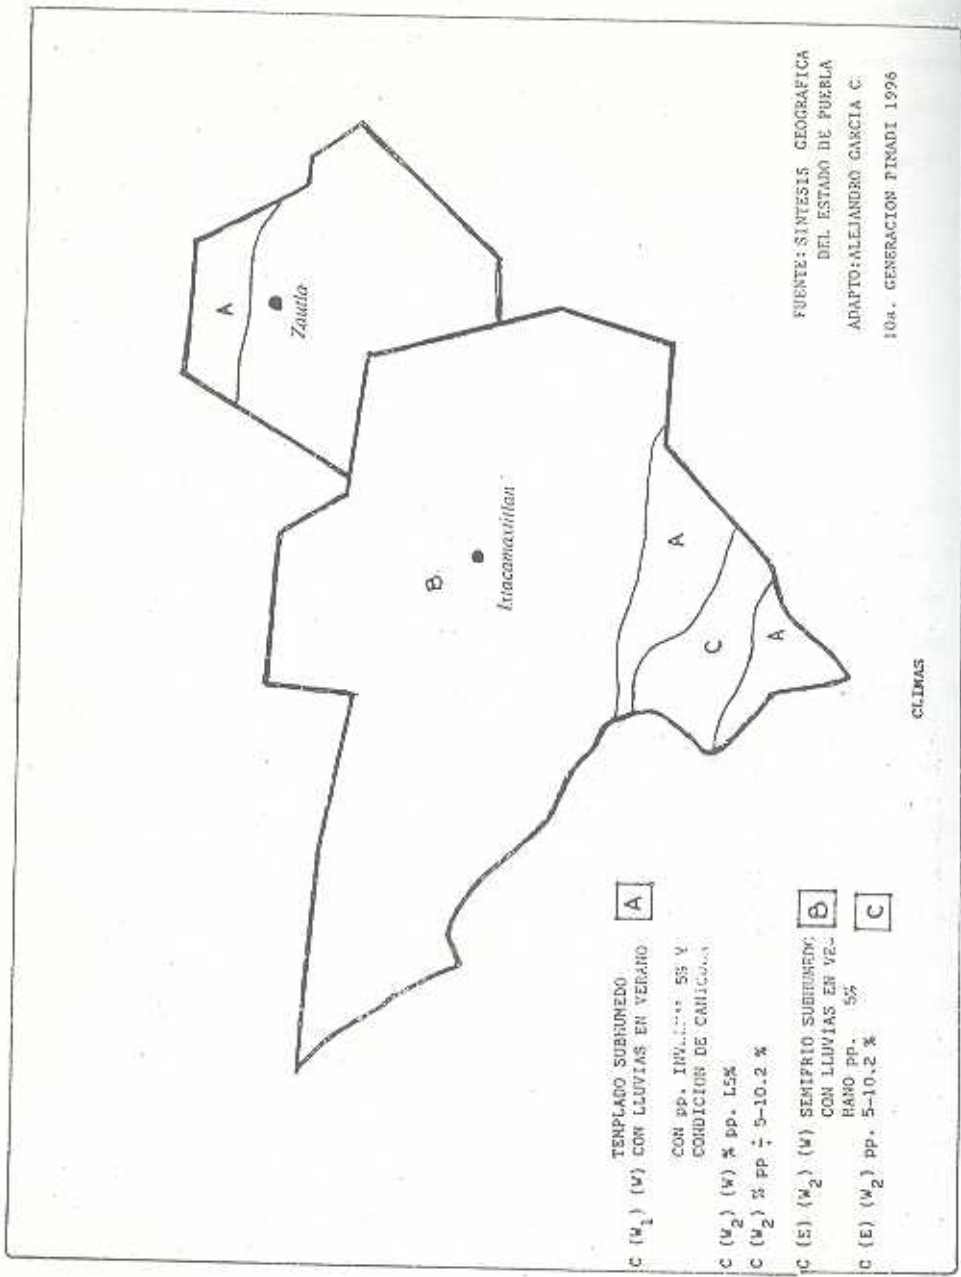 A
Zautla
B
Ixtacamaxtitlan
A
C
A
FUENTE: SINTESIS GEOGRAFICA
DEL ESTADO DE PUEBLA
ADAPTO: ALEJANDRO GARCIA C.
10a. GENERACION PIMADI 1996
TEMPLADO SUBHUMEDO
C (W₁) (W) CON LLUVIAS EN VERANO A
CON pp. 5% Y
CONDICION DE
C (W₂) (W) % pp.
C (W₂) % pp 5-10.2 %
C (E) (W₂) (W) SEMIFRIO SUBHUMEDO B
CON LLUVIAS EN VE-
RANO pp. 5%
C (E) (W₂) pp. 5-10.2 % C
CLIMAS